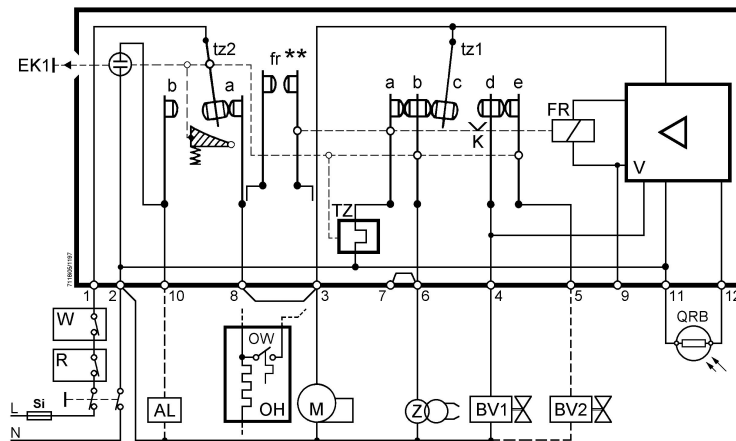 EK1
tz2
b
a
fr **
tz1
a b c d e
K
FR
V
TZ
7118a05/1197
1 2 10 8 3 7 6 4 5 9 11 12
W
R
L
Si
N
AL
OW
OH
M
Z
BV1
BV2
QRB